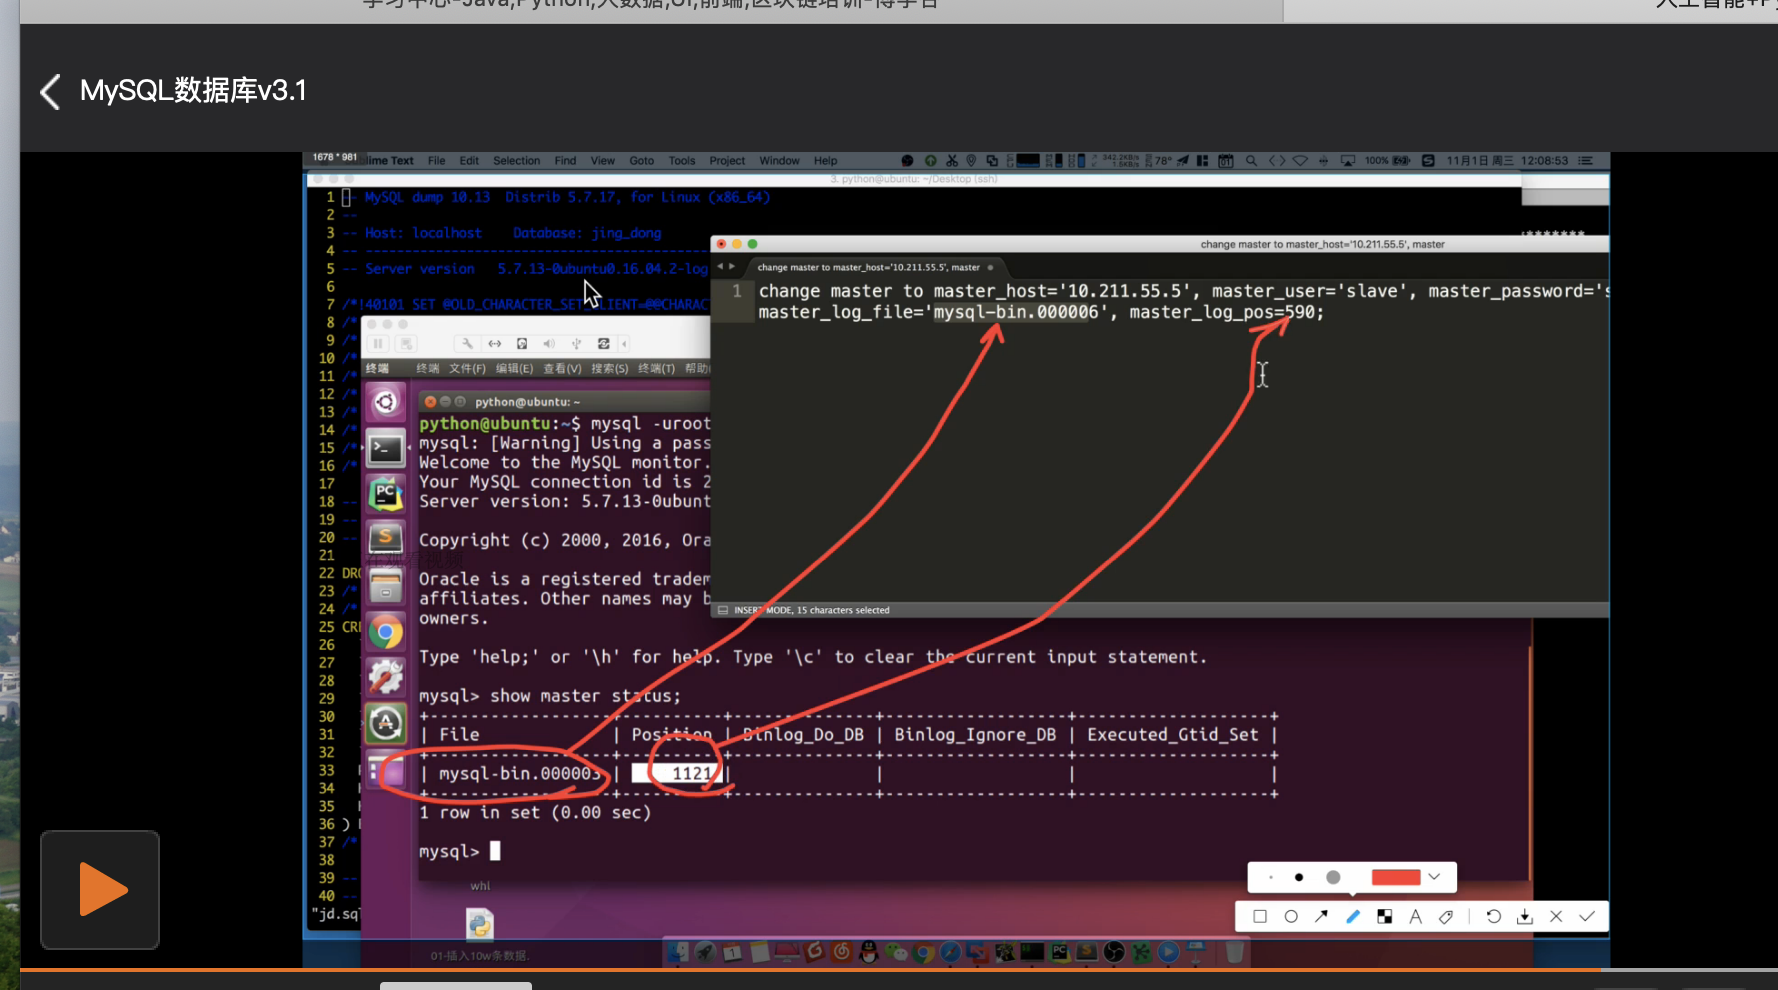 MySQL数据库v3.1
1678 * 981
lime Text File Edit Selection Find View Goto Tools Project Window Help
100%
11月1日 周三 12:08:53
3. python@ubuntu: ~/Desktop (ssh)
1 -- MySQL dump 10.13 Distrib 5.7.17, for Linux (x86_64)
2 --
3 -- Host: localhost Database: jing_dong
4 -- ------------------------------------------
5 -- Server version 5.7.13-0ubuntu0.16.04.2-log
6
7 /*!40101 SET @OLD_CHARACTER_SET_CLIENT=@@CHARAC
8 /*
9 /*
10 /*
11 /*
12 /*
13 /*
14 /*
15 /*
16 /*
17
18 --
19 --
20 --
21
22 DRO
23 /*
24 /*
25 CRE
26
27
28
29
30
31
32
33
34
35
36 )
37 /*
38
39 --
40 --
"jd.sq
change master to master_host='10.211.55.5', master
change master to master_host='10.211.55.5', master
1 change master to master_host='10.211.55.5', master_user='slave', master_password='s
master_log_file='mysql-bin.000006', master_log_pos=590;
INSERT MODE, 15 characters selected
终端 终端 文件(F) 编辑(E) 查看(V) 搜索(S) 终端(T) 帮助
python@ubuntu: ~
python@ubuntu:~$ mysql -uroot
mysql: [Warning] Using a pass
Welcome to the MySQL monitor.
Your MySQL connection id is 2
Server version: 5.7.13-0ubunt
Copyright (c) 2000, 2016, Ora
Oracle is a registered tradem
affiliates. Other names may b
owners.
Type 'help;' or '\h' for help. Type '\c' to clear the current input statement.
mysql> show master status;
+------------------+----------+--------------+------------------+-------------------+
| File | Position | Binlog_Do_DB | Binlog_Ignore_DB | Executed_Gtid_Set |
+------------------+----------+--------------+------------------+-------------------+
| mysql-bin.000003 | 1121 | | | |
+------------------+----------+--------------+------------------+-------------------+
1 row in set (0.00 sec)
mysql>
whl
01-插入10w条数据.